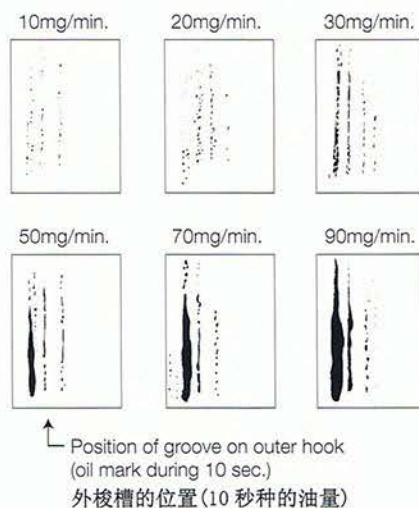 10mg/min. 20mg/min. 30mg/min.
50mg/min. 70mg/min. 90mg/min.
Position of groove on outer hook
(oil mark during 10 sec.)
外梭槽的位置(10 秒种的油量)